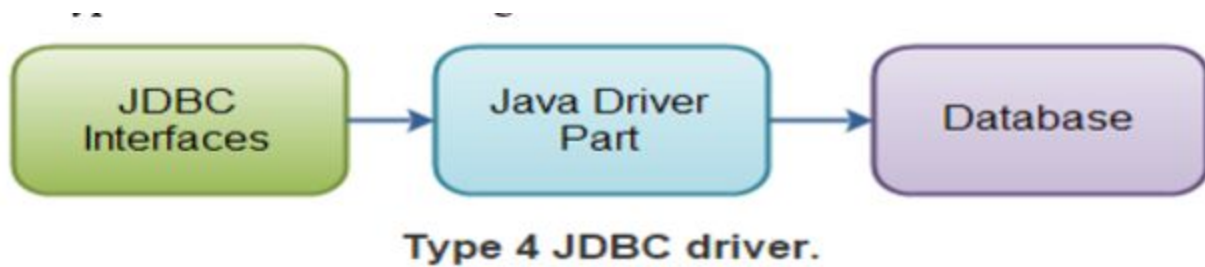 JDBC
Interfaces
Java Driver
Part
Database
Type 4 JDBC driver.